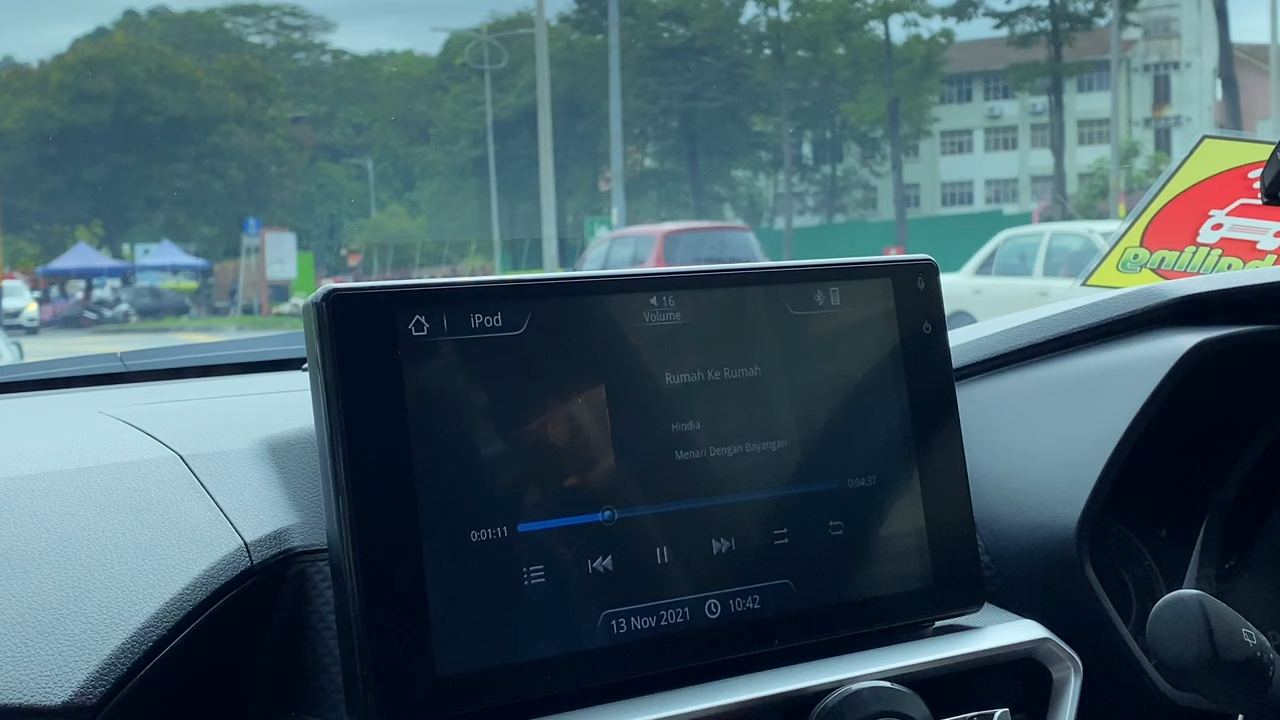 iPod
16
Volume
Rumah Ke Rumah
Hindia
Menari Dengan Bayangan
0:01:11
0:04:37
13 Nov 2021
10:42